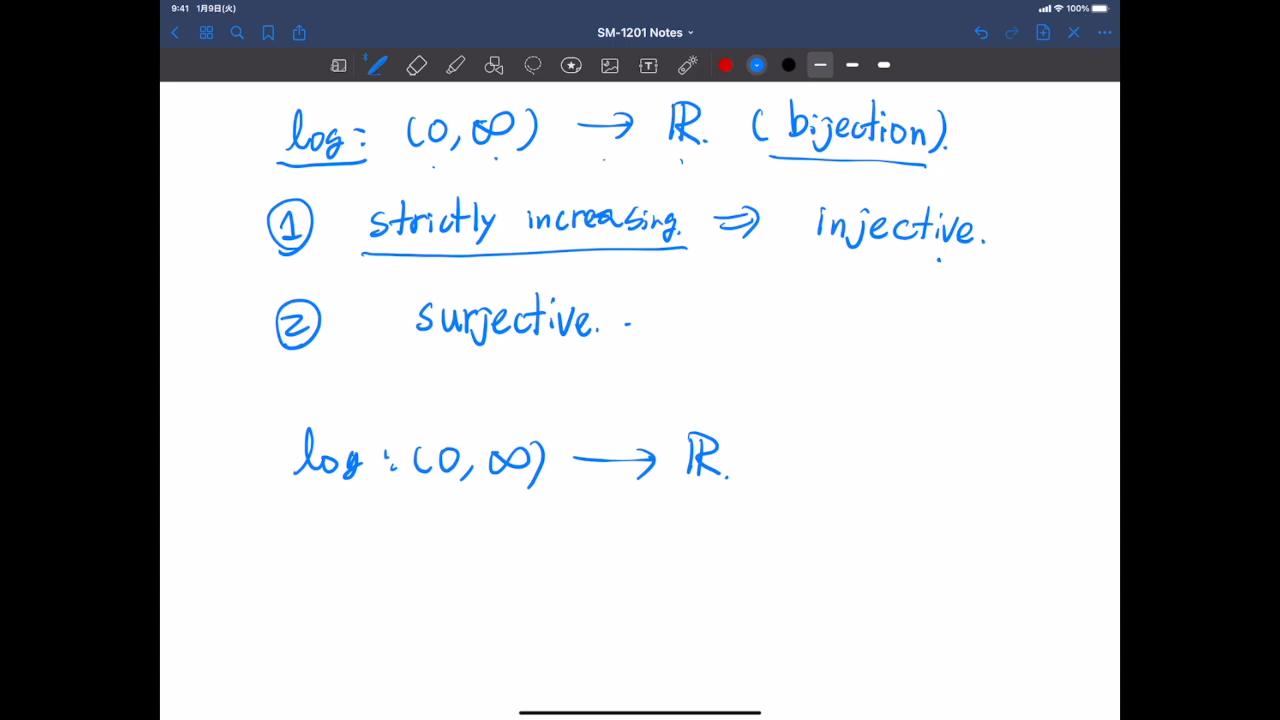 9:41 1月9日(火) 100%
SM-1201 Notes
log: (0, ∞) → ℝ. (bijection).
① strictly increasing. ⇒ injective.
② surjective.
log: (0, ∞) → ℝ.